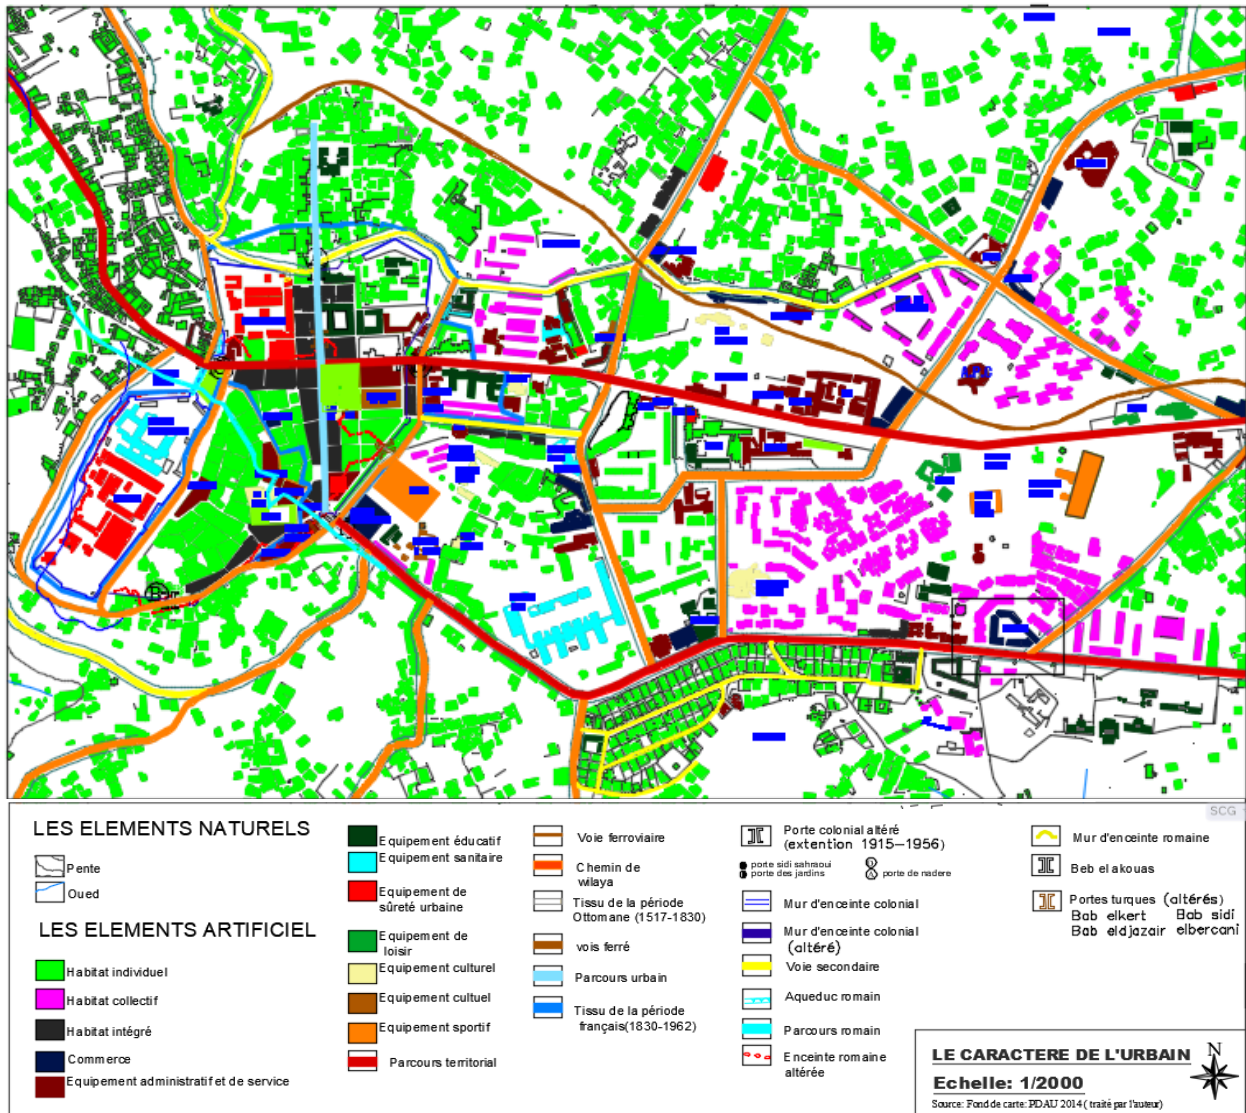 A.P.C
SCG
LES ELEMENTS NATURELS
Pente
Oued
LES ELEMENTS ARTIFICIEL
Habitat individuel
Habitat collectif
Habitat intégré
Commerce
Equipement administratif et de service
Equipement éducatif
Equipement sanitaire
Equipement de
sûreté urbaine
Equipement de
loisir
Equipement culturel
Equipement cultuel
Equipement sportif
Parcours territorial
Voie ferroviaire
Chemin de
wilaya
Tissu de la période
Ottomane (1517-1830)
vois ferré
Parcours urbain
Tissu de la période
français(1830-1962)
Porte colonial altéré
(extention 1915-1956)
porte sidi sahraoui
porte des jardins
porte de nadere
Mur d'enceinte colonial
Mur d'enceinte colonial
(altéré)
Voie secondaire
Aqueduc romain
Parcours romain
Enceinte romaine
altérée
Mur d'enceinte romaine
Beb el akouas
Portes turques (altérés)
Bab elkert Bab sidi
Bab eldjazair elbercani
LE CARACTERE DE L'URBAIN
N
Echelle: 1/2000
Source: Fond de carte: PDAU 2014 ( traité par l'auteur)